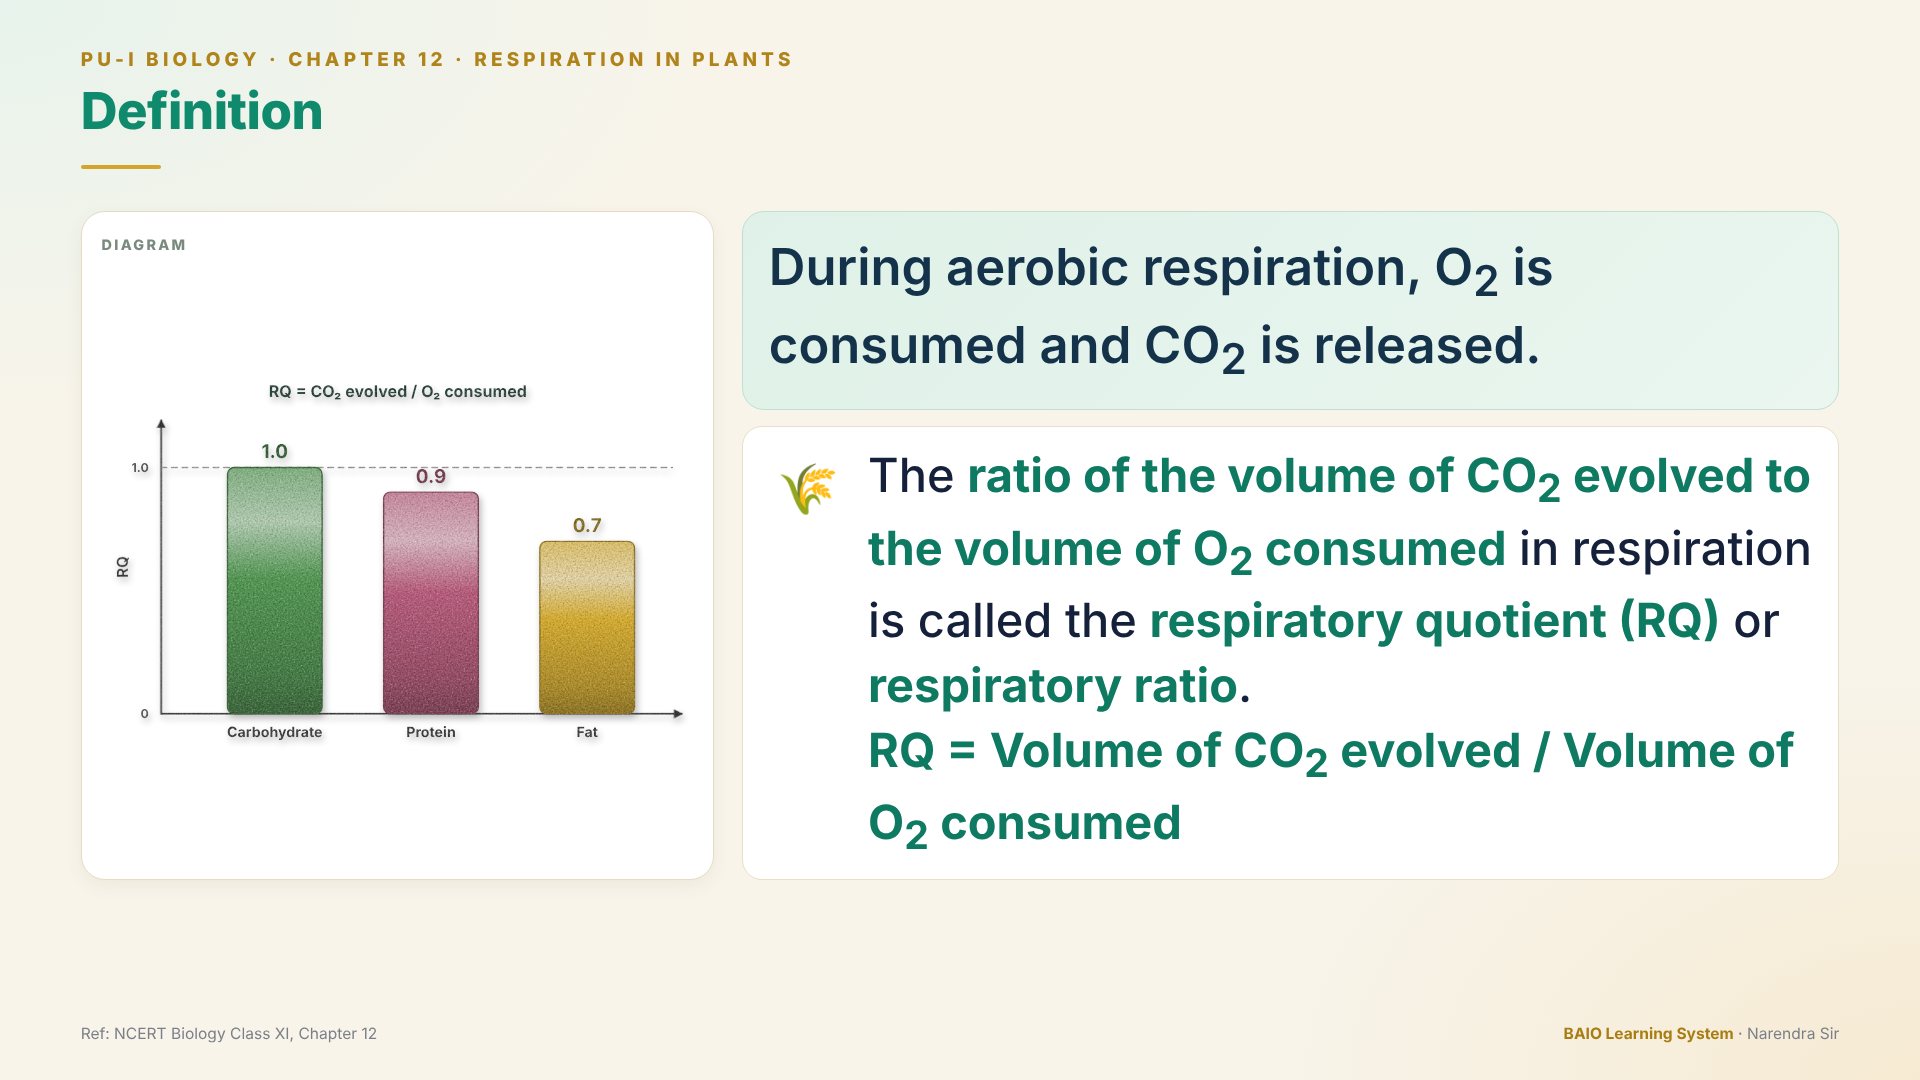 PU-I BIOLOGY · CHAPTER 12 · RESPIRATION IN PLANTS
Definition
DIAGRAM
RQ = CO₂ evolved / O₂ consumed
1.0
0.9
0.7
1.0
0
RQ
Carbohydrate
Protein
Fat
During aerobic respiration, O₂ is
consumed and CO₂ is released.
The ratio of the volume of CO₂ evolved to
the volume of O₂ consumed in respiration
is called the respiratory quotient (RQ) or
respiratory ratio.
RQ = Volume of CO₂ evolved / Volume of
O₂ consumed
Ref: NCERT Biology Class XI, Chapter 12
BAIO Learning System · Narendra Sir